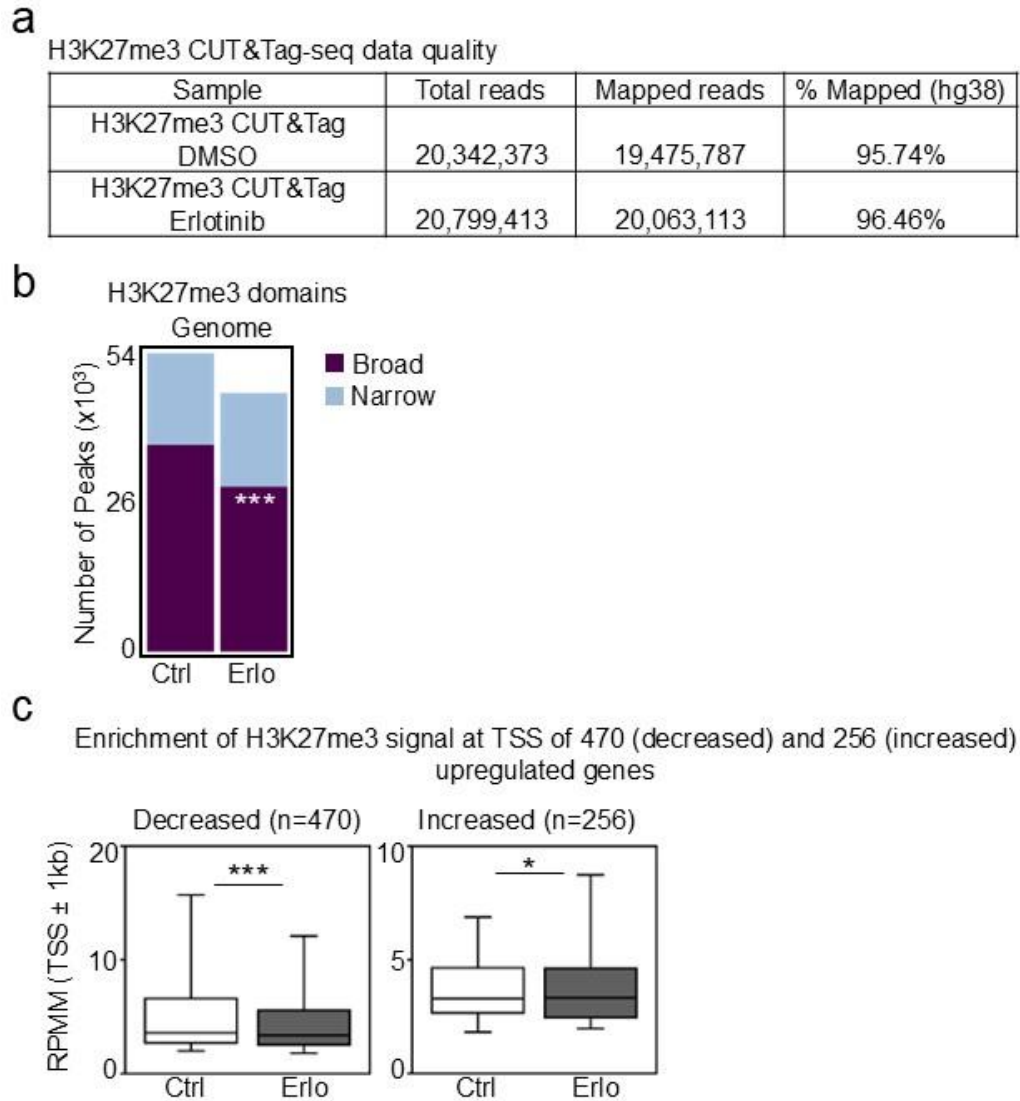 a
H3K27me3 CUT&Tag-seq data quality
Sample Total reads Mapped reads % Mapped (hg38)
H3K27me3 CUT&Tag
DMSO 20,342,373 19,475,787 95.74%
H3K27me3 CUT&Tag
Erlotinib 20,799,413 20,063,113 96.46%
b
H3K27me3 domains
Genome
Number of Peaks (x10³)
54
26
0
***
Ctrl Erlo
Broad
Narrow
c
Enrichment of H3K27me3 signal at TSS of 470 (decreased) and 256 (increased)
upregulated genes
Decreased (n=470) Increased (n=256)
RPMM (TSS ± 1kb)
20
10
0
***
Ctrl Erlo
10
5
0
*
Ctrl Erlo